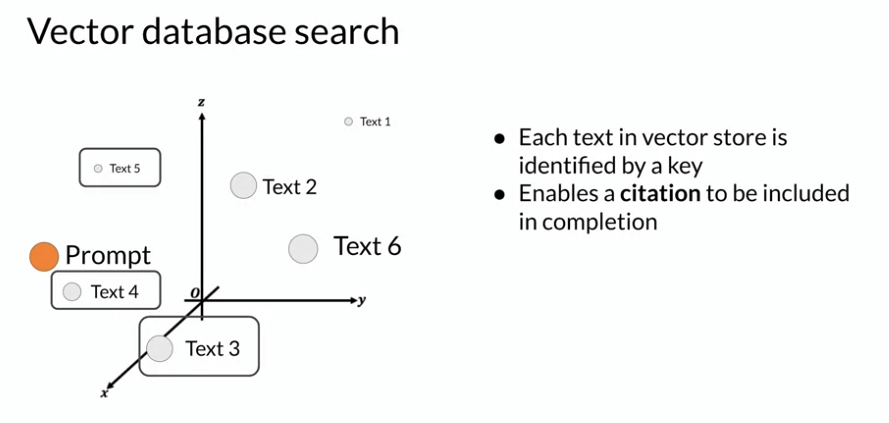 Vector database search
z
Text 1
Text 5
Text 2
Prompt
Text 6
Text 4
O
y
Text 3
x
● Each text in vector store is
identified by a key
● Enables a citation to be included
in completion